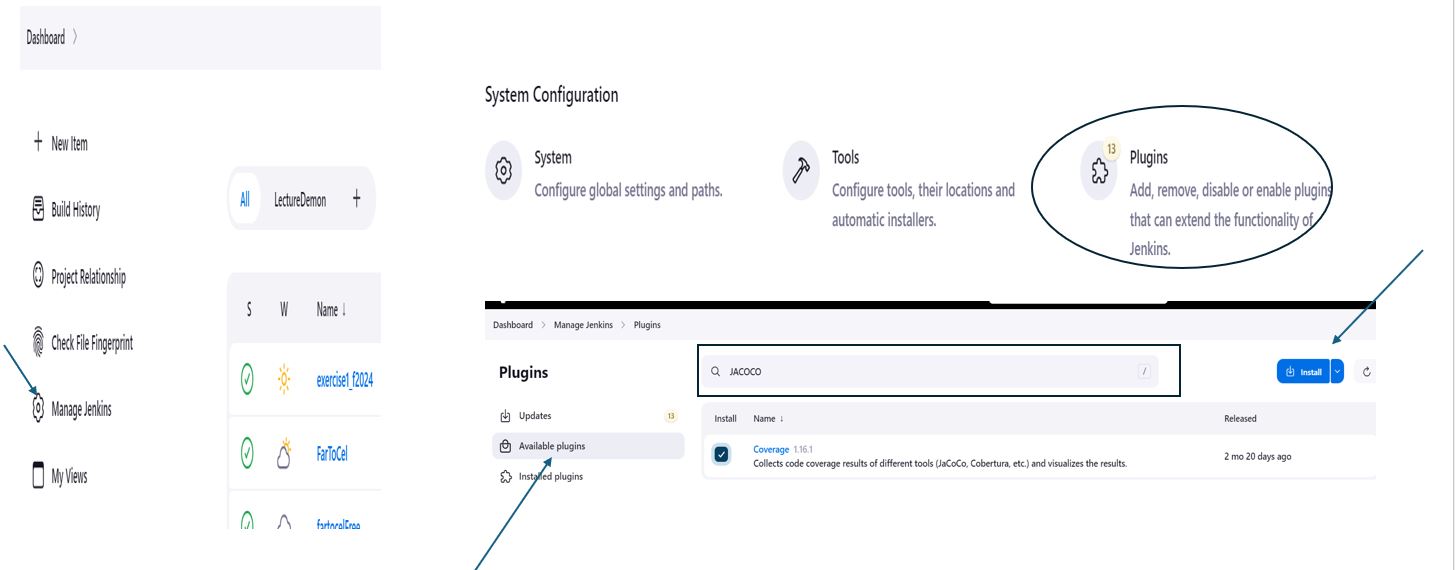 Dashboard
New Item
Build History
Project Relationship
Check File Fingerprint
Manage Jenkins
My Views
All LectureDemon +
S W Name ↓
exercise1_f2024
FarToCel
fartocelFree
System Configuration
System
Configure global settings and paths.
Tools
Configure tools, their locations and
automatic installers.
13
Plugins
Add, remove, disable or enable plugins
that can extend the functionality of
Jenkins.
Dashboard > Manage Jenkins > Plugins
Plugins
Updates 13
Available plugins
Installed plugins
JACOCO /
Install
Install Name ↓ Released
Coverage 1.16.1
Collects code coverage results of different tools (JaCoCo, Cobertura, etc.) and visualizes the results.
2 mo 20 days ago